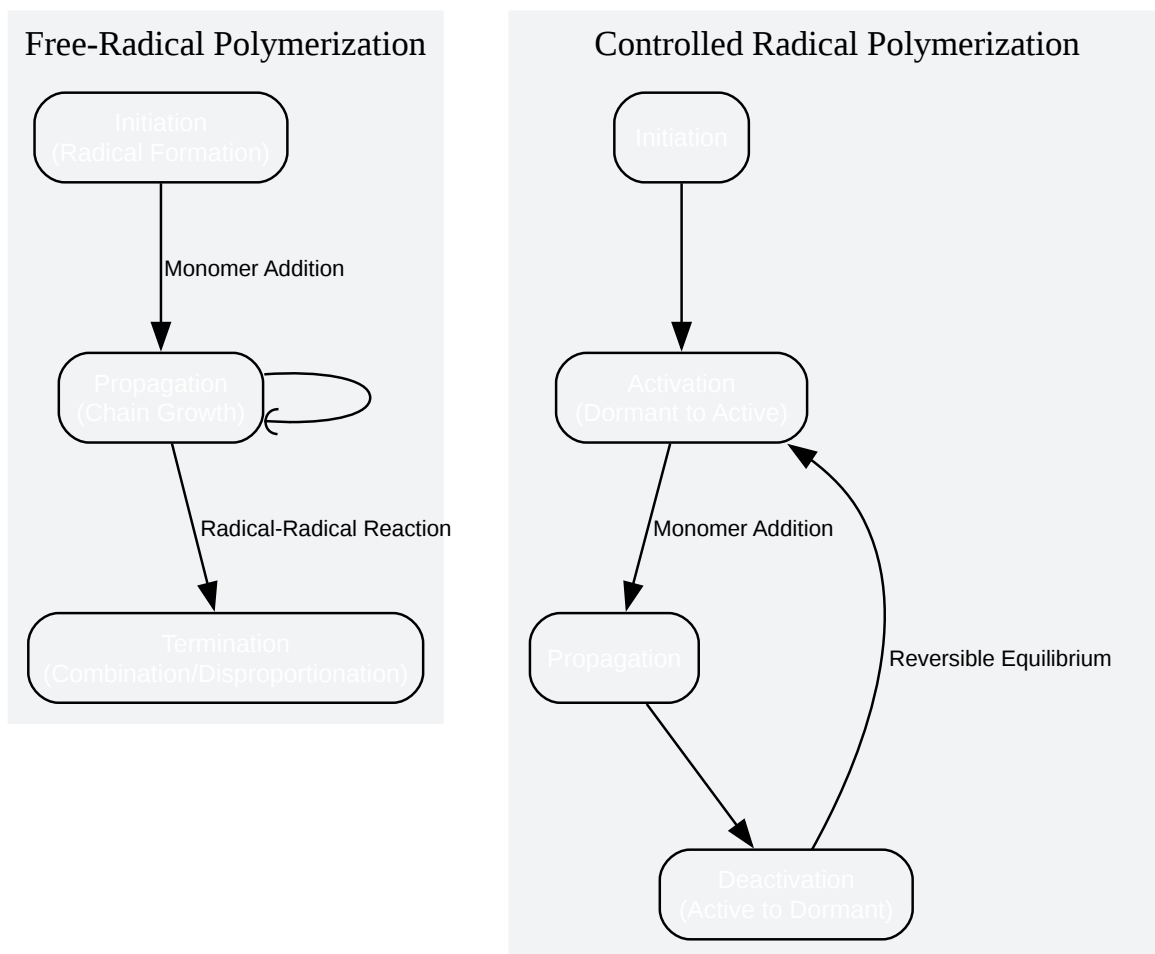 Free-Radical Polymerization
Initiation
(Radical Formation)
Monomer Addition
Propagation
(Chain Growth)
Radical-Radical Reaction
Termination
(Combination/Disproportionation)
Controlled Radical Polymerization
Initiation
Activation
(Dormant to Active)
Monomer Addition
Propagation
Reversible Equilibrium
Deactivation
(Active to Dormant)